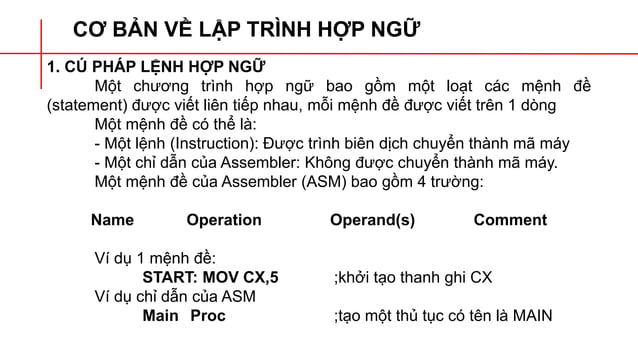 CƠ BẢN VỀ LẬP TRÌNH HỢP NGỮ
1. CÚ PHÁP LỆNH HỢP NGỮ
Một chương trình hợp ngữ bao gồm một loạt các mệnh đề
(statement) được viết liên tiếp nhau, mỗi mệnh đề được viết trên 1 dòng
Một mệnh đề có thể là:
- Một lệnh (Instruction): Được trình biên dịch chuyển thành mã máy
- Một chỉ dẫn của Assembler: Không được chuyển thành mã máy.
Một mệnh đề của Assembler (ASM) bao gồm 4 trường:
Name Operation Operand(s) Comment
Ví dụ 1 mệnh đề:
START: MOV CX,5 ;khởi tạo thanh ghi CX
Ví dụ chỉ dẫn của ASM
Main Proc ;tạo một thủ tục có tên là MAIN